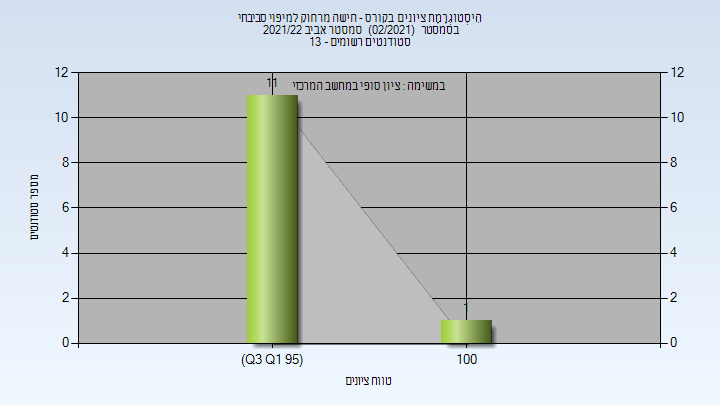 היסטוגרמת ציונים בקורס - חישה מרחוק למיפוי סביבתי
בסמסטר (02/2021) סמסטר אביב 2021/22
סטודנטים רשומים - 13
במשימה : ציון סופי במחשב המרכזי
12
10
8
6
4
2
0
12
10
8
6
4
2
0
11
1
מספר סטודנטים
(Q3 Q1 95)
100
טווח ציונים